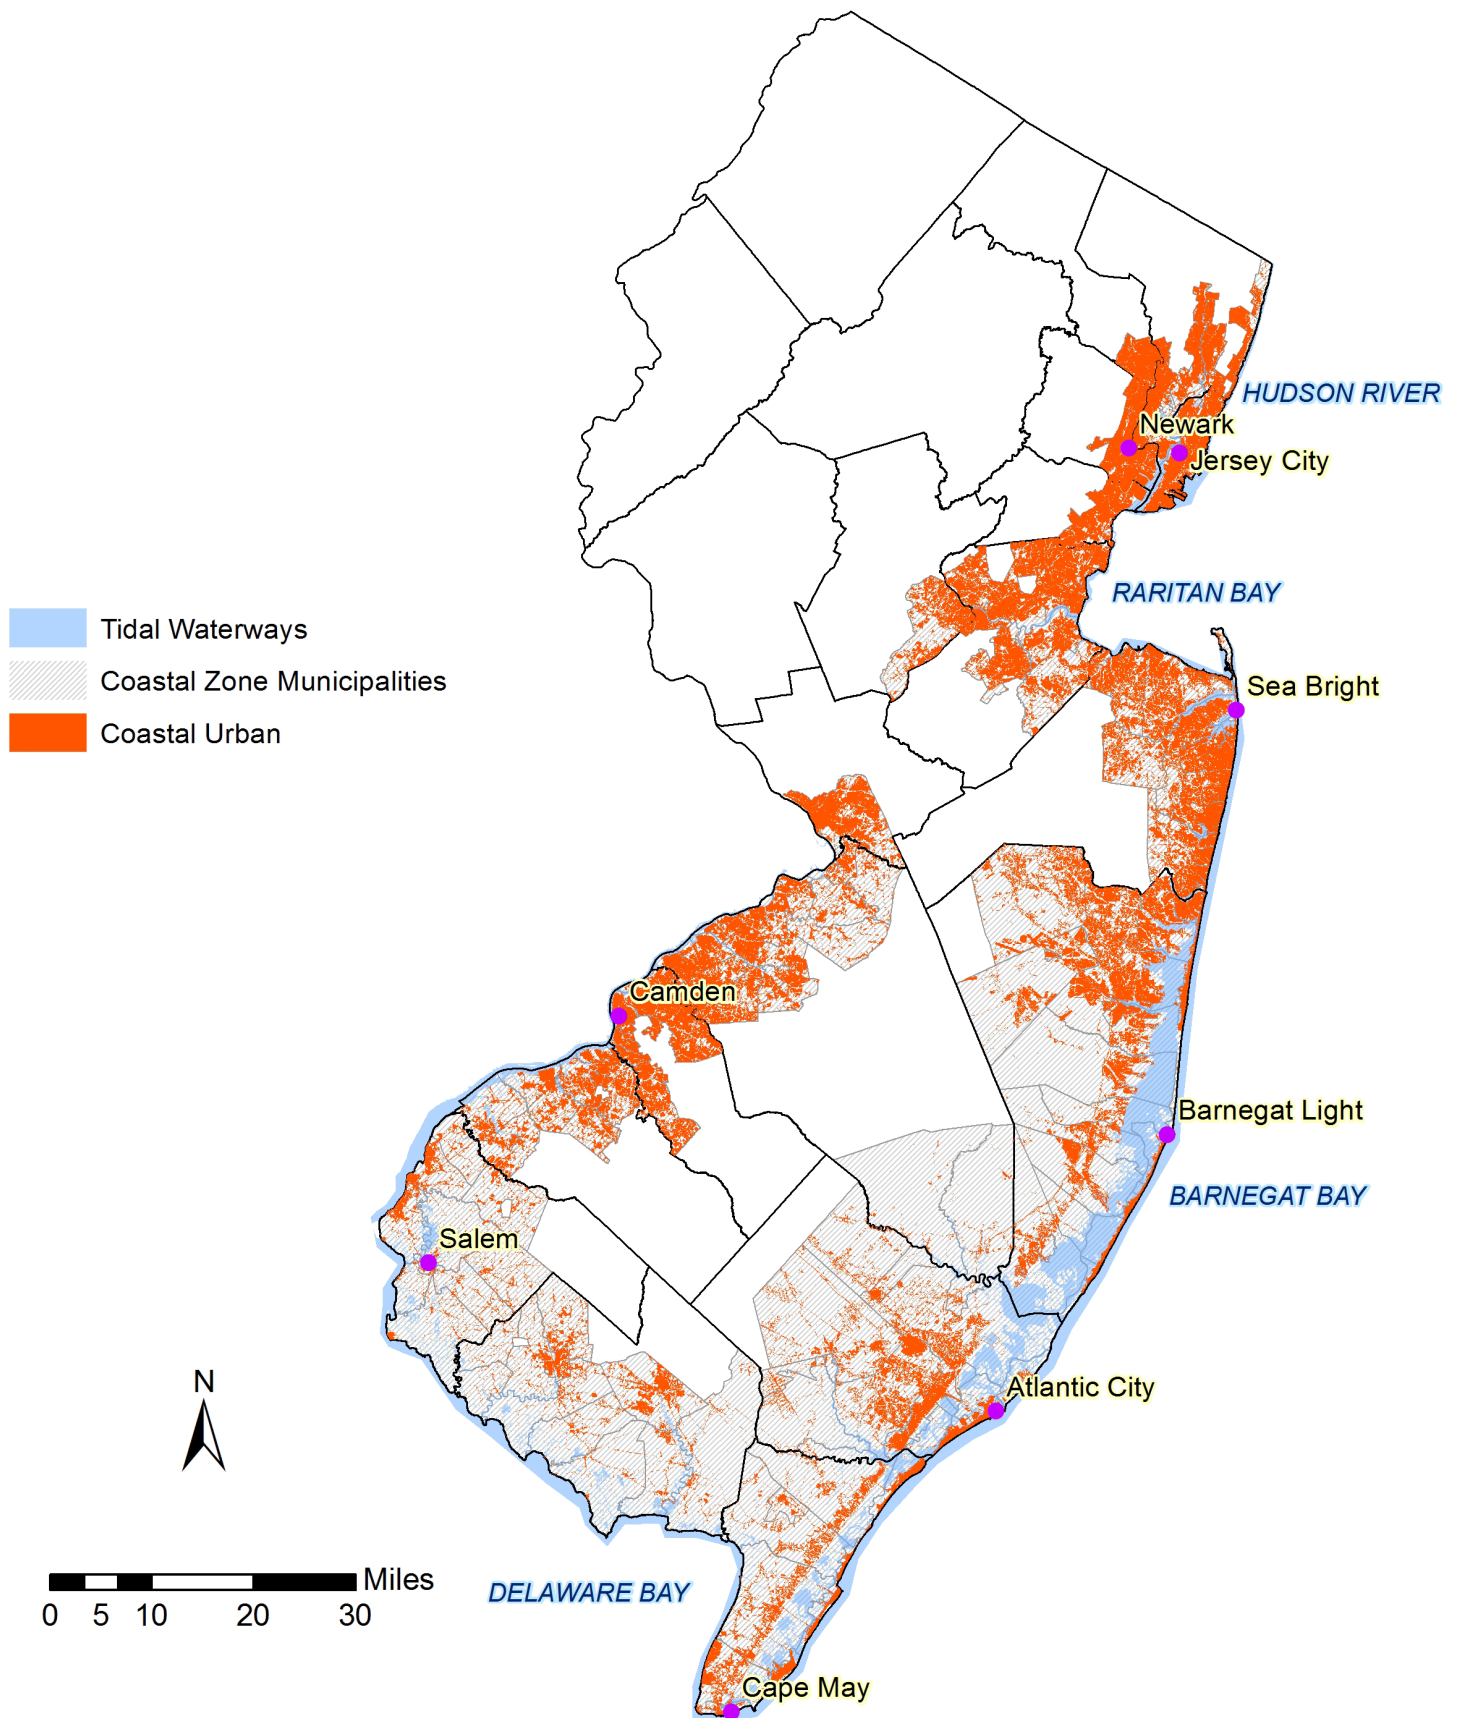 HUDSON RIVER
Newark
Jersey City
RARITAN BAY
Tidal Waterways
Coastal Zone Municipalities
Coastal Urban
Sea Bright
Camden
Barnegat Light
BARNEGAT BAY
Salem
N
Atlantic City
Miles
0 5 10 20 30
DELAWARE BAY
Cape May